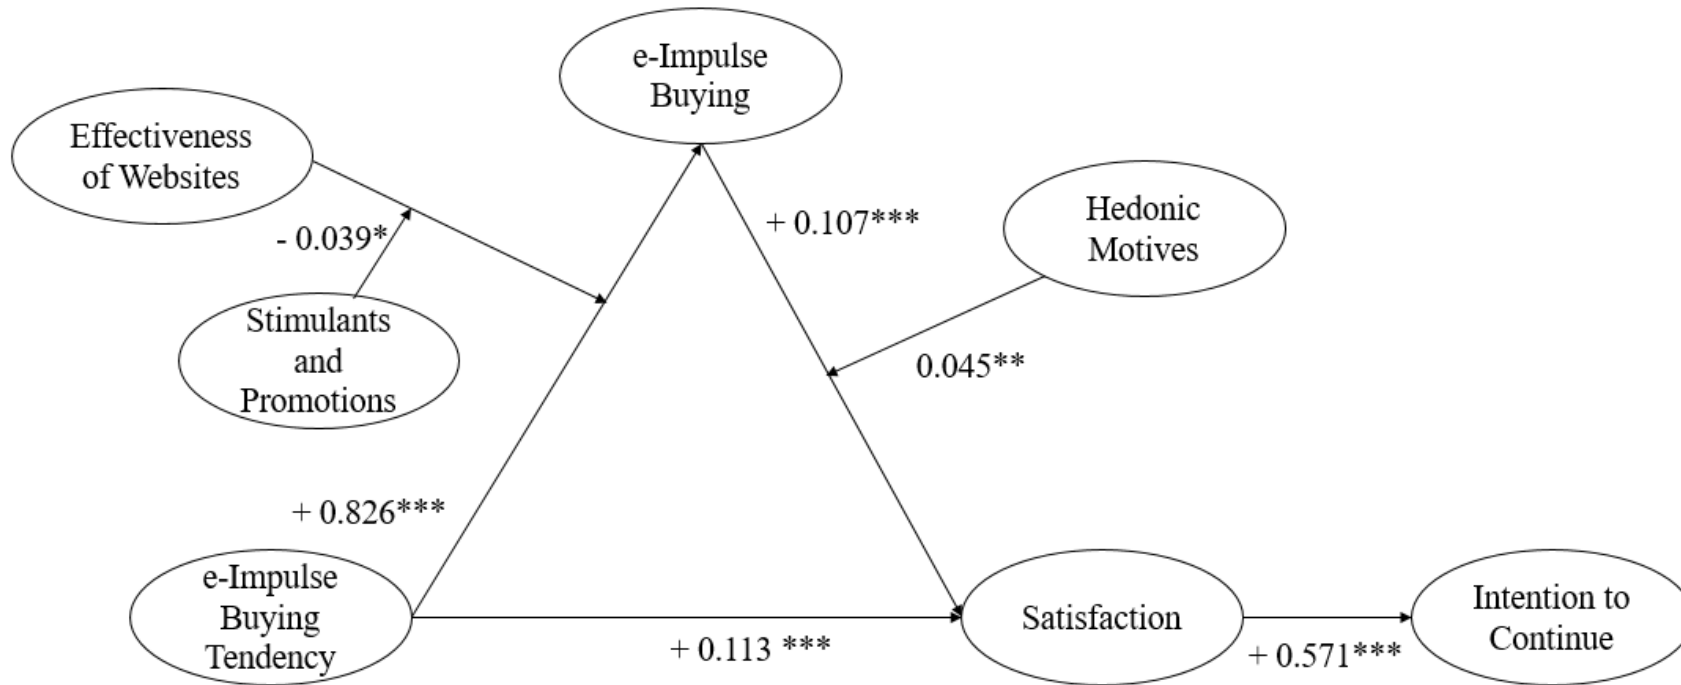 e-Impulse
Buying
Effectiveness
of Websites
+ 0.107***
Hedonic
Motives
- 0.039*
Stimulants
and
Promotions
0.045**
+ 0.826***
e-Impulse
Buying
Tendency
+ 0.113 ***
Satisfaction
+ 0.571***
Intention to
Continue